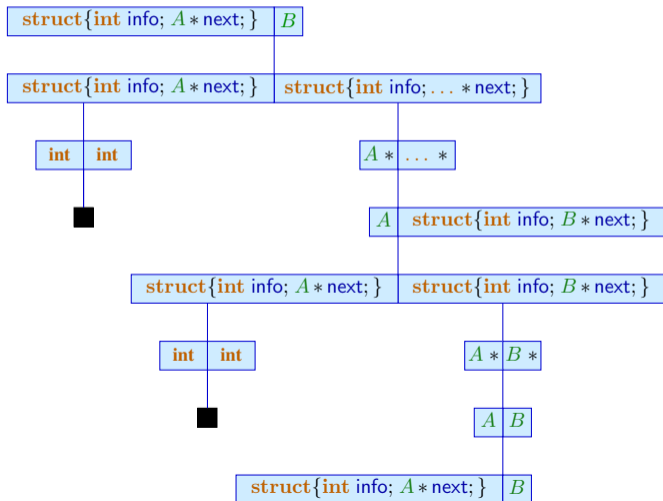 struct{int info; A * next; } B
struct{int info; A * next; } struct{int info; ... * next; }
int int A * ... *
A struct{int info; B * next; }
struct{int info; A * next; } struct{int info; B * next; }
int int A * B *
A B
struct{int info; A * next; } B